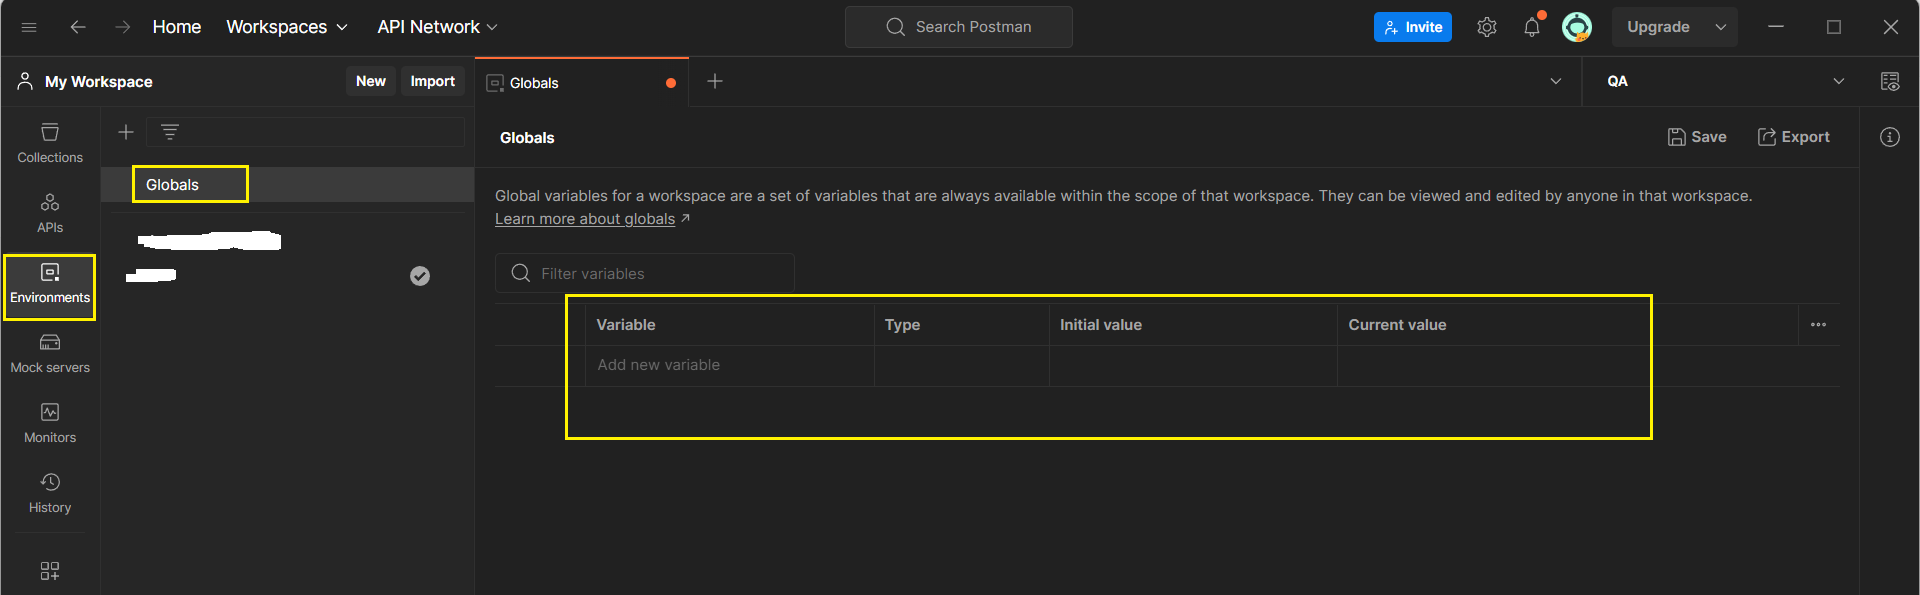 Home Workspaces API Network Search Postman Invite Upgrade
My Workspace New Import Globals QA
Collections
APIs
Environments
Mock servers
Monitors
History
Globals
Globals Save Export
Global variables for a workspace are a set of variables that are always available within the scope of that workspace. They can be viewed and edited by anyone in that workspace.
Learn more about globals ↗
Filter variables
Variable Type Initial value Current value
Add new variable